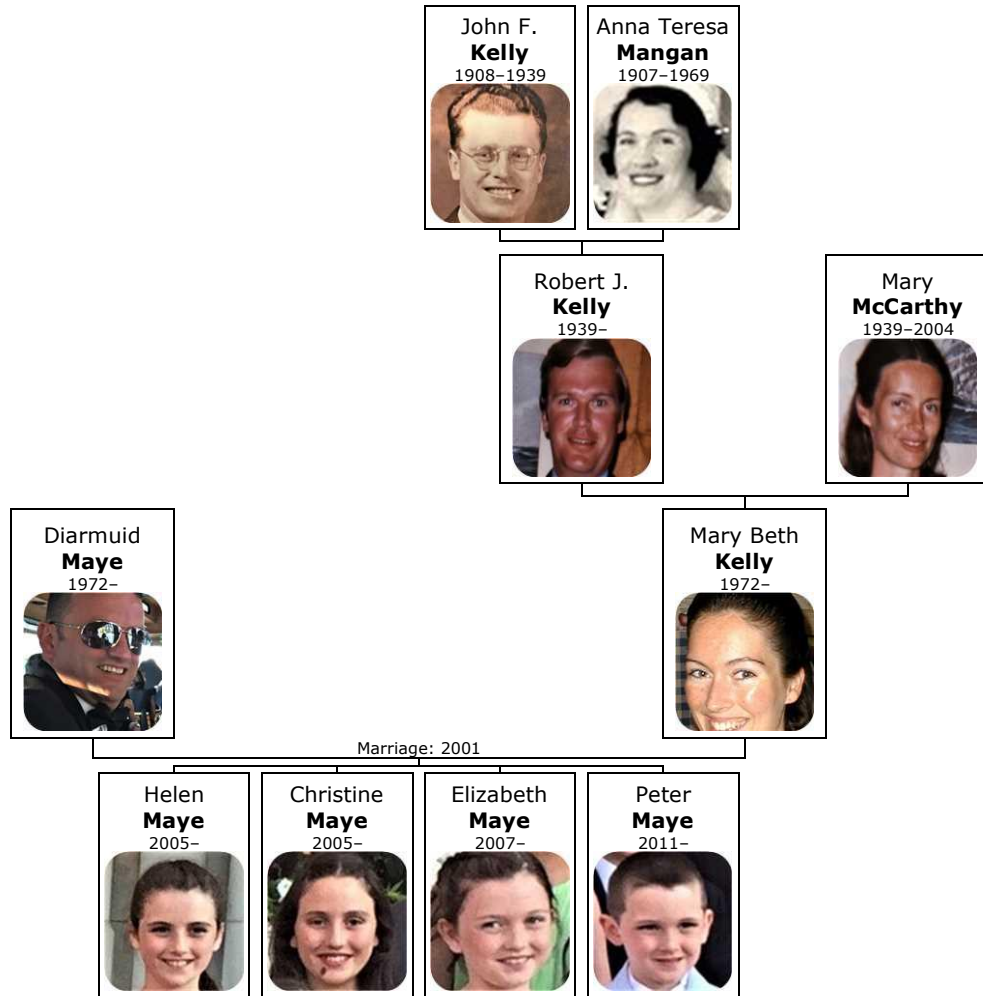 John F.
Kelly
1908–1939
Anna Teresa
Mangan
1907–1969
Robert J.
Kelly
1939–
Mary
McCarthy
1939–2004
Diarmuid
Maye
1972–
Mary Beth
Kelly
1972–
Marriage: 2001
Helen
Maye
2005–
Christine
Maye
2005–
Elizabeth
Maye
2007–
Peter
Maye
2011–